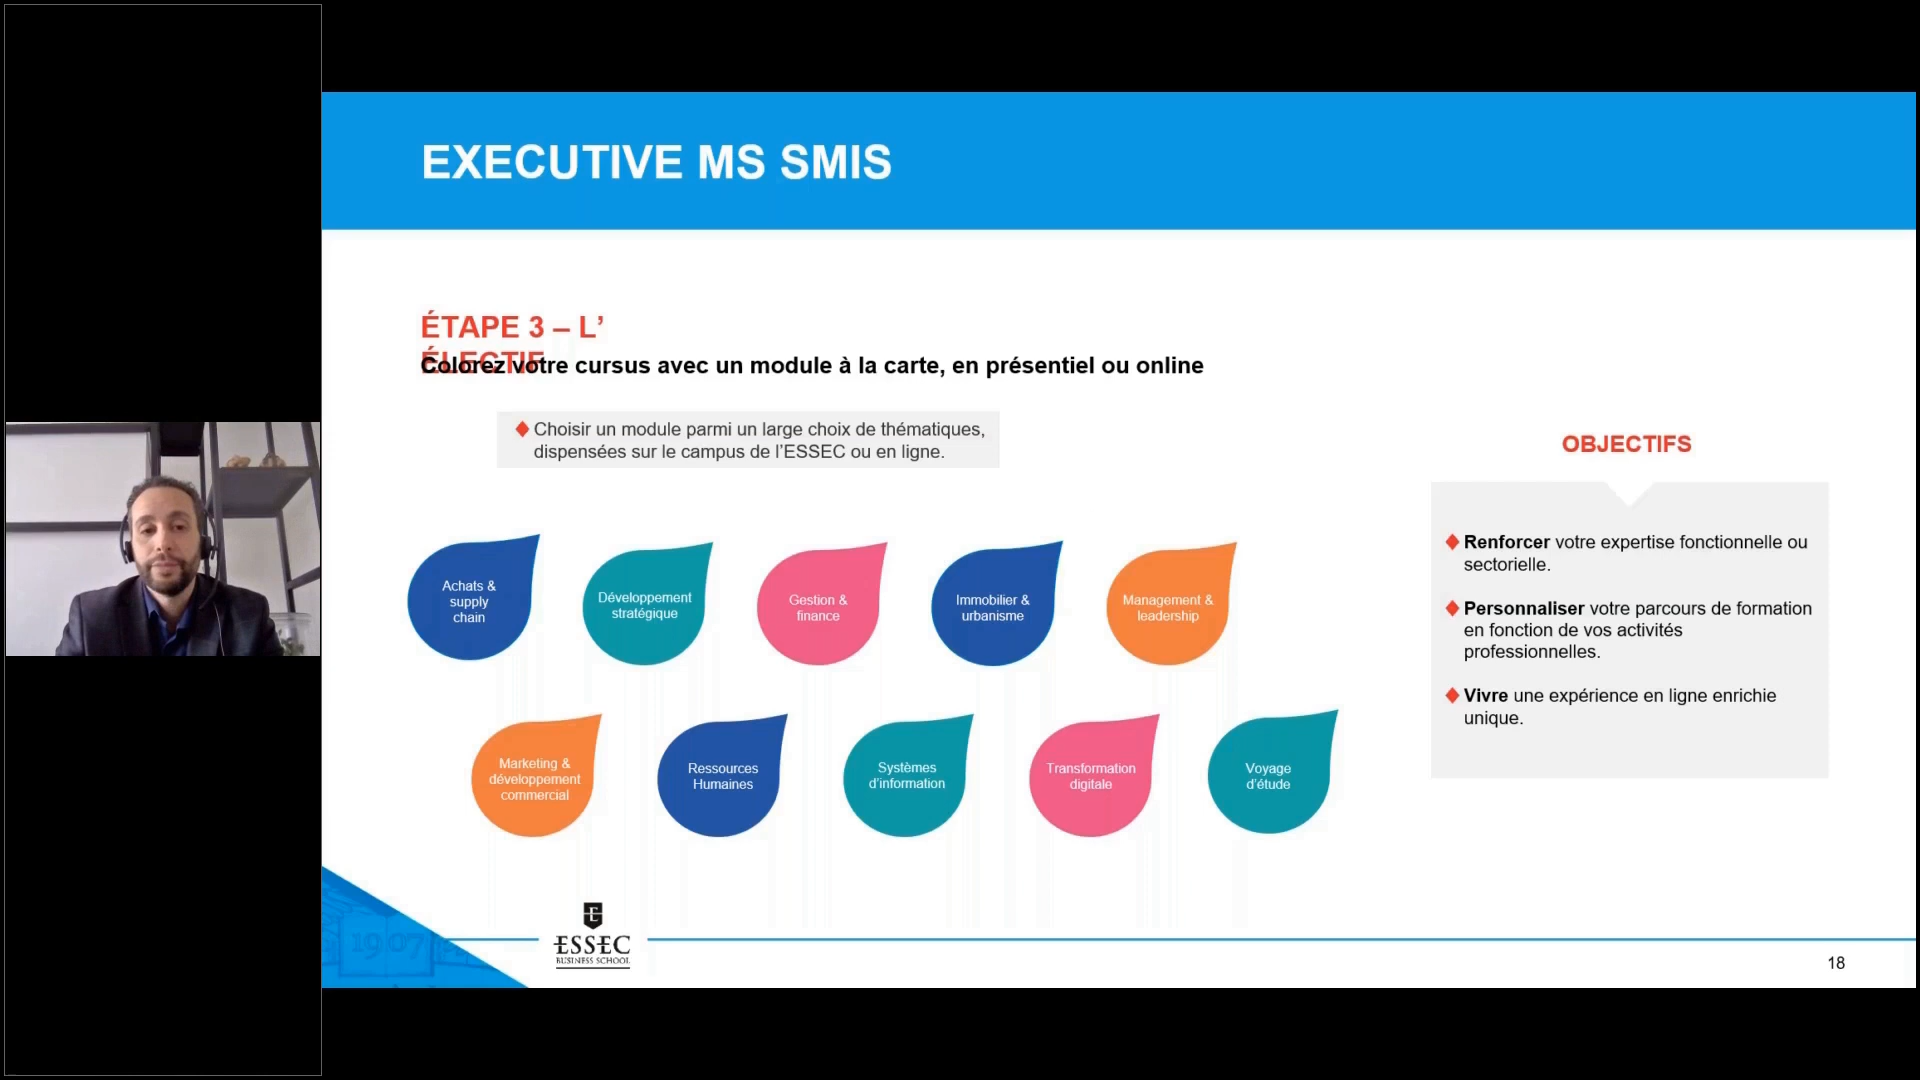 EXECUTIVE MS SMIS
ÉTAPE 3 – L’
ÉLECTIF
Colorez votre cursus avec un module à la carte, en présentiel ou online
Choisir un module parmi un large choix de thématiques,
dispensées sur le campus de l’ESSEC ou en ligne.
Achats &
supply
chain
Développement
stratégique
Gestion &
finance
Immobilier &
urbanisme
Management &
leadership
Marketing &
développement
commercial
Ressources
Humaines
Systèmes
d’information
Transformation
digitale
Voyage
d’étude
OBJECTIFS
Renforcer votre expertise fonctionnelle ou
sectorielle.
Personnaliser votre parcours de formation
en fonction de vos activités
professionnelles.
Vivre une expérience en ligne enrichie
unique.
1907
ESSEC
BUSINESS SCHOOL
18